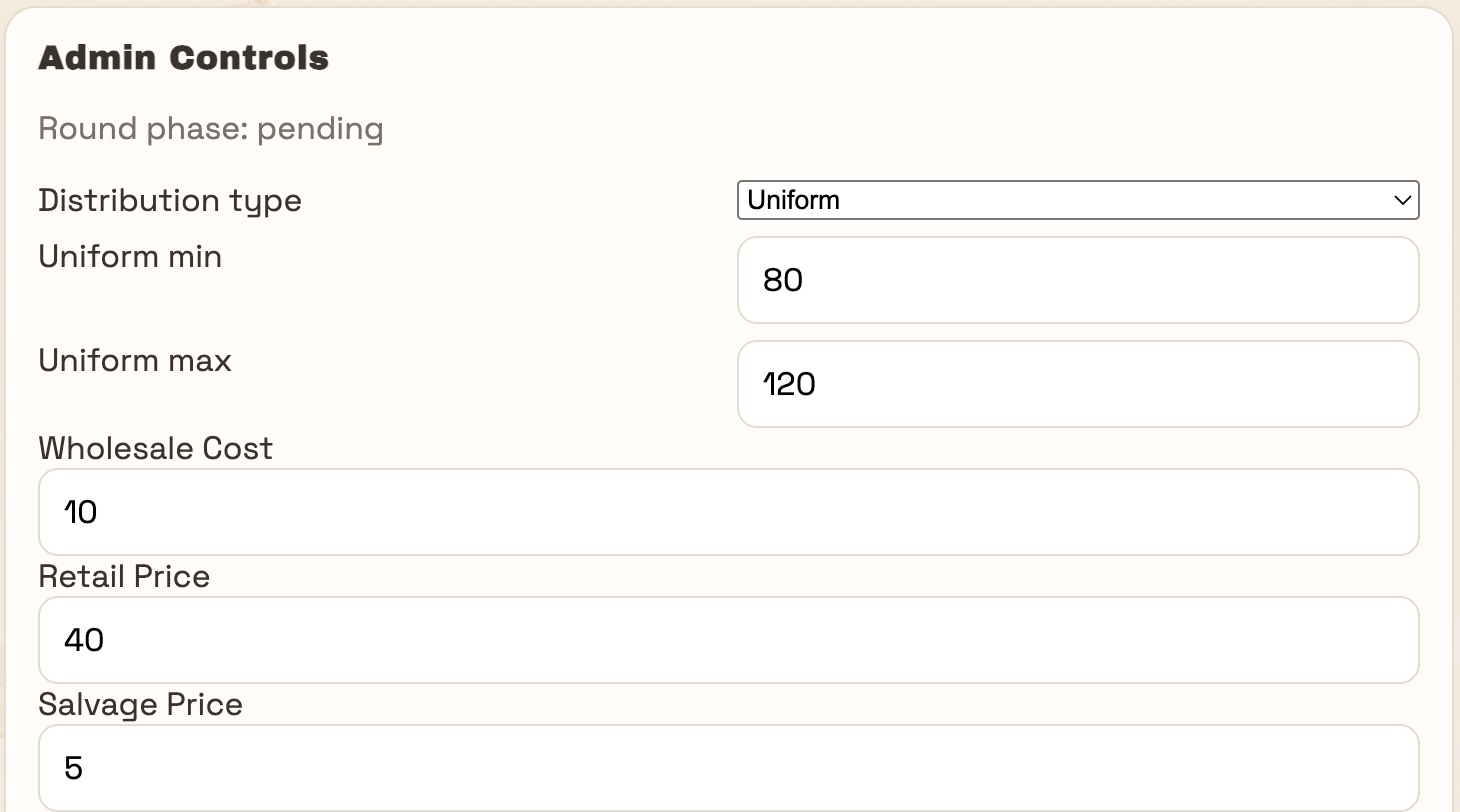 Admin Controls
Round phase: pending
Distribution type
Uniform
Uniform min
80
Uniform max
120
Wholesale Cost
10
Retail Price
40
Salvage Price
5